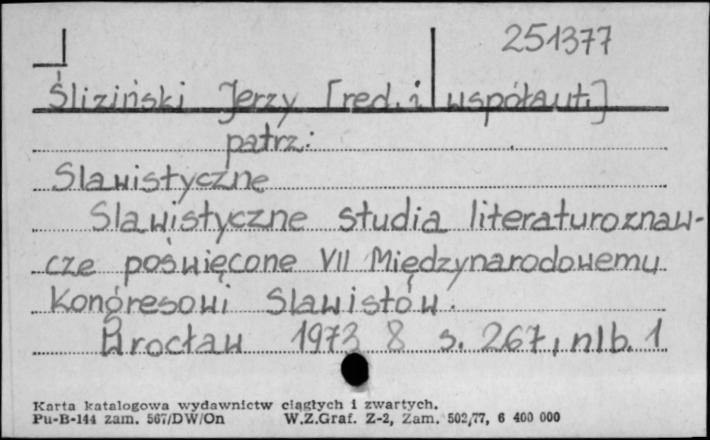 251377
Śliziński Jerzy [red. i współaut.]
patrz:
Slawistyczne
Slawistyczne studia literaturoznaw-
cze poświęcone VII Międzynarodowemu
Kongresowi Slawistów.
Wrocław 1973 8 s. 267, nlb. 1
Karta katalogowa wydawnictw ciągłych i zwartych.
Pu-B-144 zam. 567/DW/On W.Z.Graf. Z-2, Zam. 502/77, 6 400 000